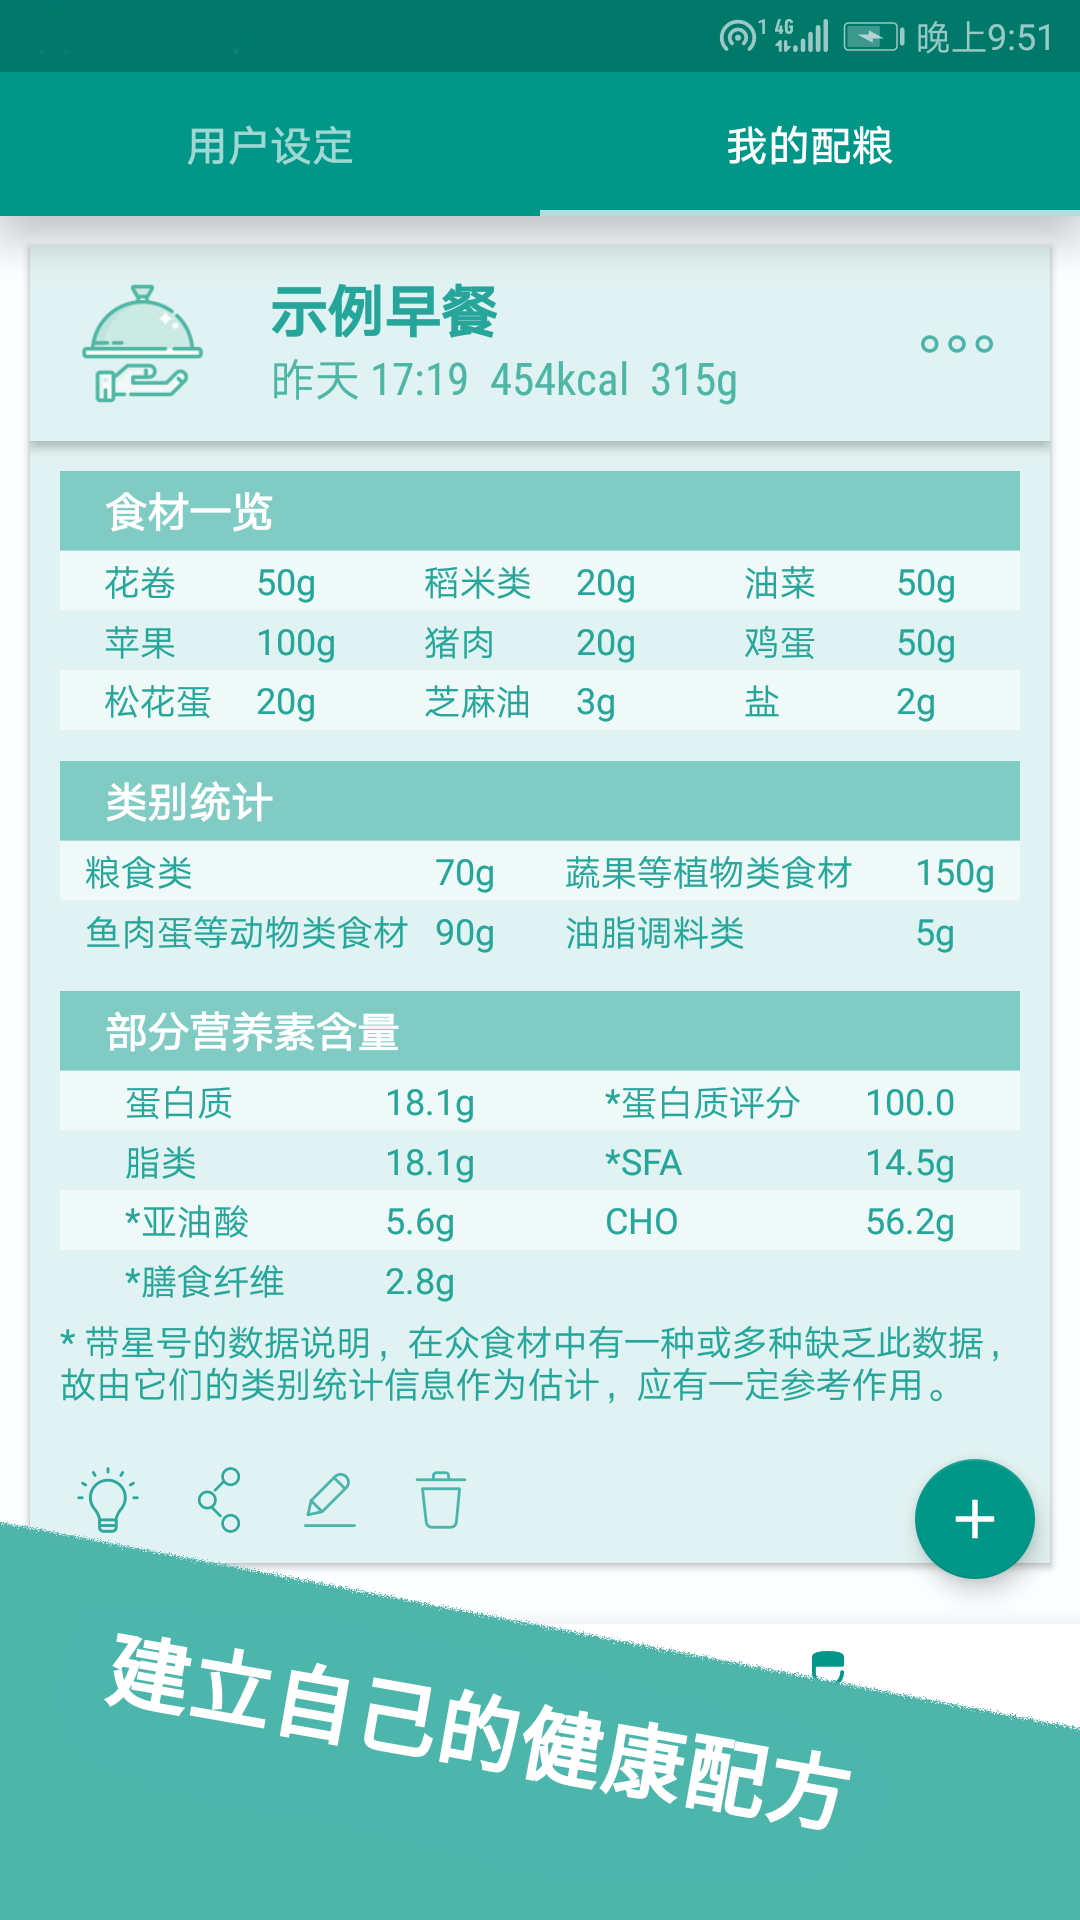 1 4G 晚上9:51
用户设定 我的配粮
示例早餐
昨天 17:19 454kcal 315g
食材一览
花卷 50g 稻米类 20g 油菜 50g
苹果 100g 猪肉 20g 鸡蛋 50g
松花蛋 20g 芝麻油 3g 盐 2g
类别统计
粮食类 70g 蔬果等植物类食材 150g
鱼肉蛋等动物类食材 90g 油脂调料类 5g
部分营养素含量
蛋白质 18.1g *蛋白质评分 100.0
脂类 18.1g *SFA 14.5g
*亚油酸 5.6g CHO 56.2g
*膳食纤维 2.8g
* 带星号的数据说明，在众食材中有一种或多种缺乏此数据，
故由它们的类别统计信息作为估计，应有一定参考作用。
建立自己的健康配方